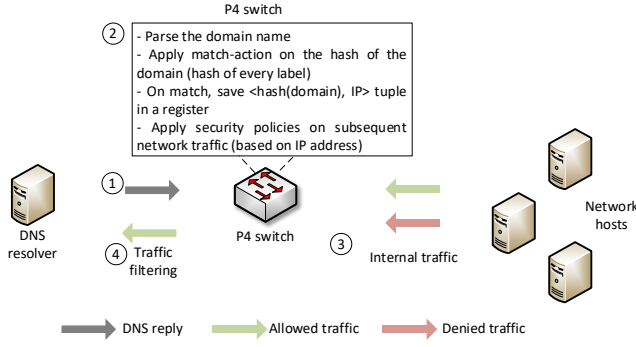 P4 switch
2
- Parse the domain name
- Apply match-action on the hash of the
domain (hash of every label)
- On match, save <hash(domain), IP> tuple
in a register
- Apply security policies on subsequent
network traffic (based on IP address)
1
DNS
resolver
4
Traffic
filtering
P4 switch
3
Internal traffic
Network
hosts
DNS reply
Allowed traffic
Denied traffic